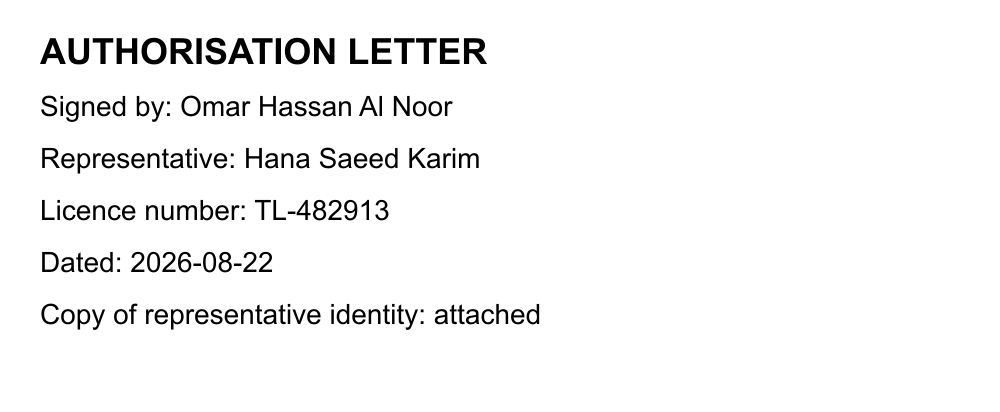 AUTHORISATION LETTER
Signed by: Omar Hassan Al Noor
Representative: Hana Saeed Karim
Licence number: TL-482913
Dated: 2026-08-22
Copy of representative identity: attached